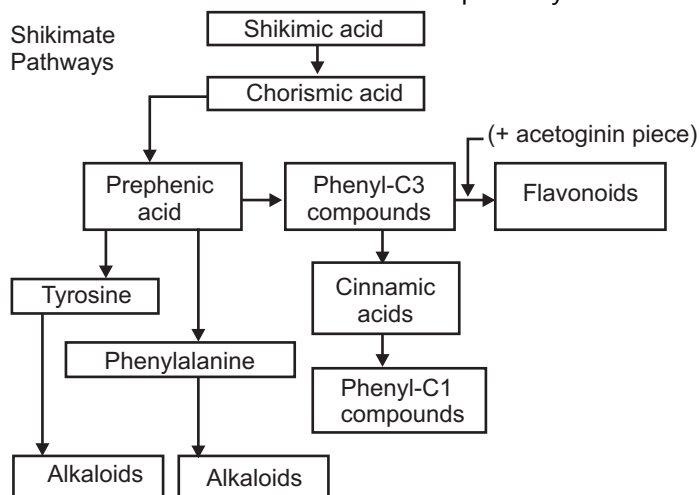 Shikimate
Pathways
Shikimic acid
Chorismic acid
(+ acetoginin piece)
Prephenic
acid
Phenyl-C3
compounds
Flavonoids
Tyrosine
Cinnamic
acids
Phenylalanine
Phenyl-C1
compounds
Alkaloids
Alkaloids